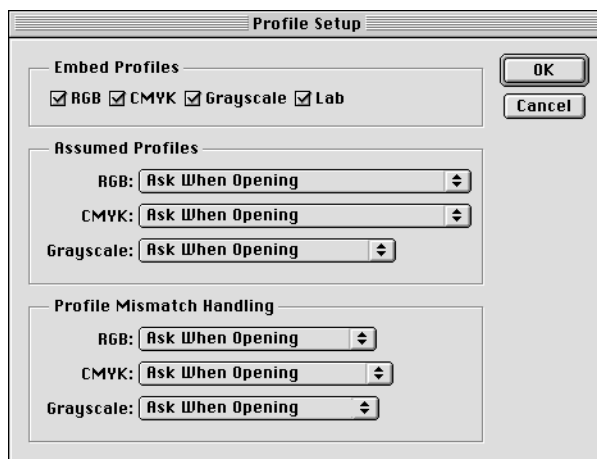 Profile Setup
Embed Profiles
RGB CMYK Grayscale Lab
OK
Cancel
Assumed Profiles
RGB: Ask When Opening
CMYK: Ask When Opening
Grayscale: Ask When Opening
Profile Mismatch Handling
RGB: Ask When Opening
CMYK: Ask When Opening
Grayscale: Ask When Opening